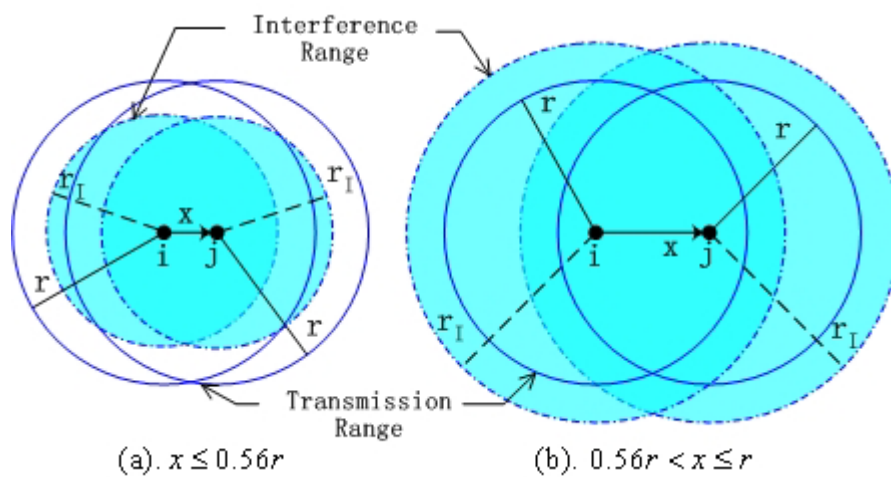 Interference
Range
r
r
r_I
r_I
x
i
j
r
r
i
x
j
r_I
r_I
Transmission
Range
(a). x ≤ 0.56r
(b). 0.56r < x ≤ r